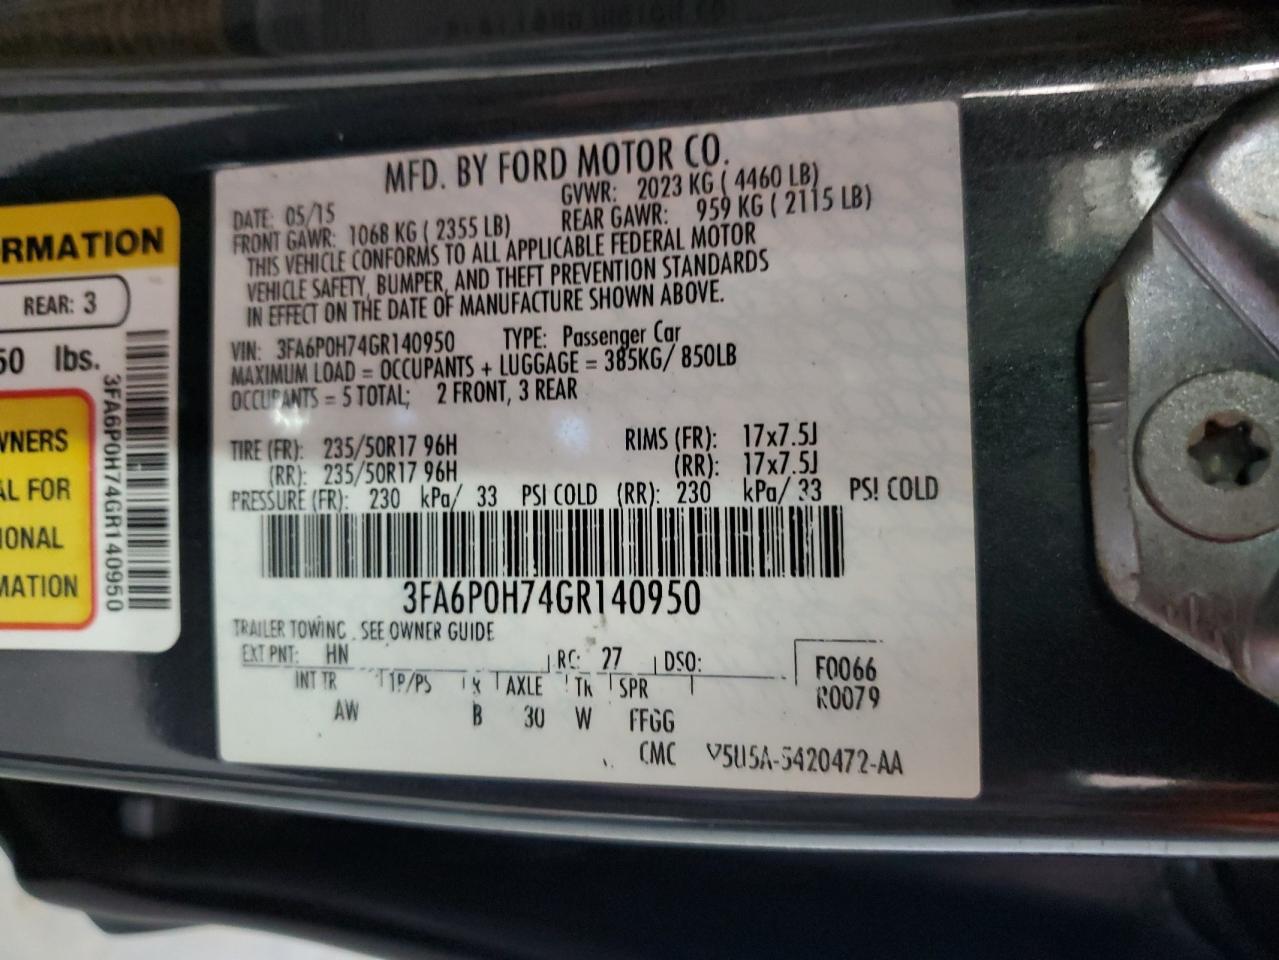 RMATION
REAR: 3
50 lbs.
3FA6P0H74GR140950
WNERS
AL FOR
IONAL
MATION
MFD. BY FORD MOTOR CO.
DATE: 05/15 GVWR: 2023 KG ( 4460 LB)
FRONT GAWR: 1068 KG ( 2355 LB) REAR GAWR: 959 KG ( 2115 LB)
THIS VEHICLE CONFORMS TO ALL APPLICABLE FEDERAL MOTOR
VEHICLE SAFETY, BUMPER, AND THEFT PREVENTION STANDARDS
IN EFFECT ON THE DATE OF MANUFACTURE SHOWN ABOVE.
VIN: 3FA6P0H74GR140950 TYPE: Passenger Car
MAXIMUM LOAD = OCCUPANTS + LUGGAGE = 385KG/ 850LB
OCCUPANTS = 5 TOTAL; 2 FRONT, 3 REAR
TIRE (FR): 235/50R17 96H RIMS (FR): 17x7.5J
(RR): 235/50R17 96H (RR): 17x7.5J
PRESSURE (FR): 230 kPa/ 33 PSI COLD (RR): 230 kPa/ 33 PSI COLD
3FA6P0H74GR140950
TRAILER TOWING SEE OWNER GUIDE
EXT PNT: HN RC: 27 DSO: F0066
INT TR TP/PS R AXLE TR SPR R0079
AW B 30 W FFGG
CMC 5420472-AA